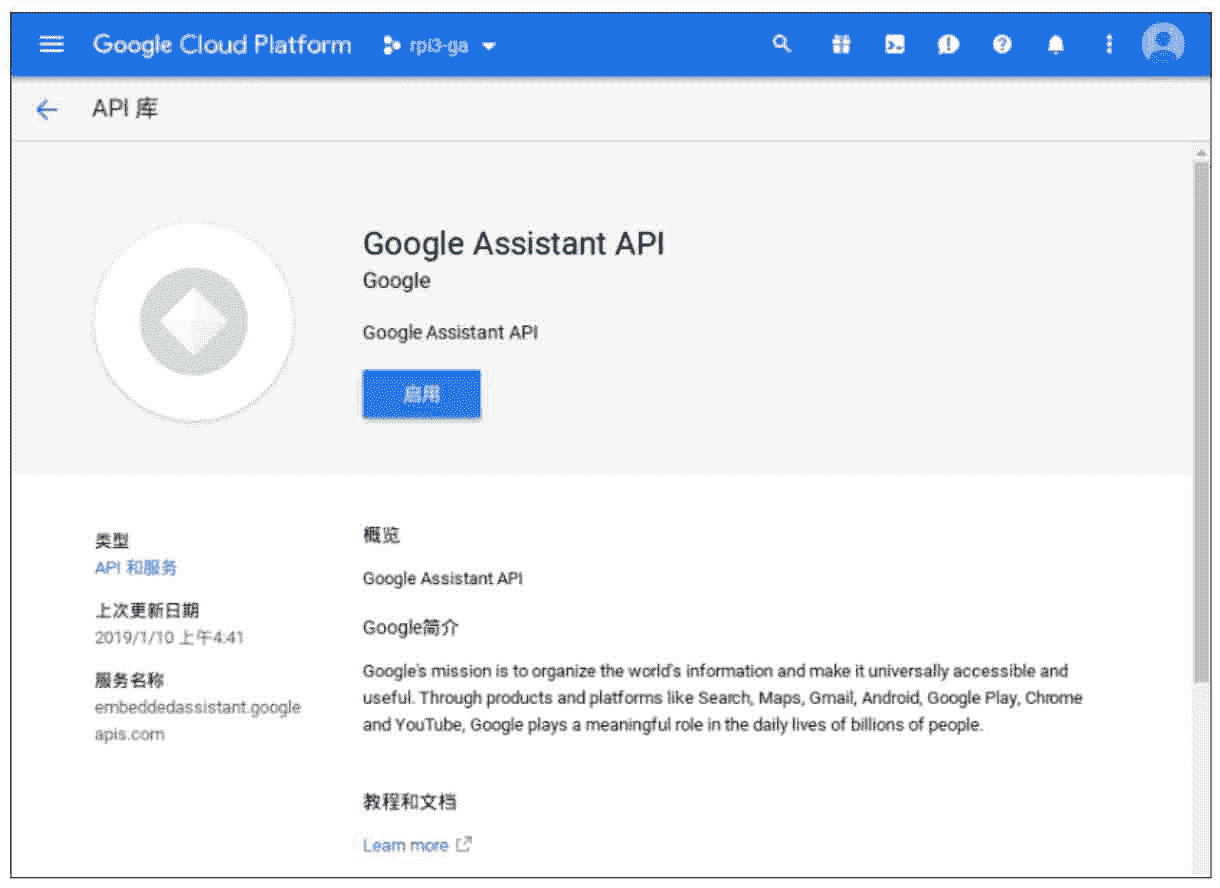 Google Cloud Platform rpi3-ga
API 库
Google Assistant API
Google
Google Assistant API
启用
类型
API 和服务
上次更新日期
2019/1/10 上午4:41
服务名称
embeddedassistant.google
apis.com
概览
Google Assistant API
Google简介
Google's mission is to organize the world's information and make it universally accessible and
useful. Through products and platforms like Search, Maps, Gmail, Android, Google Play, Chrome
and YouTube, Google plays a meaningful role in the daily lives of billions of people.
教程和文档
Learn more